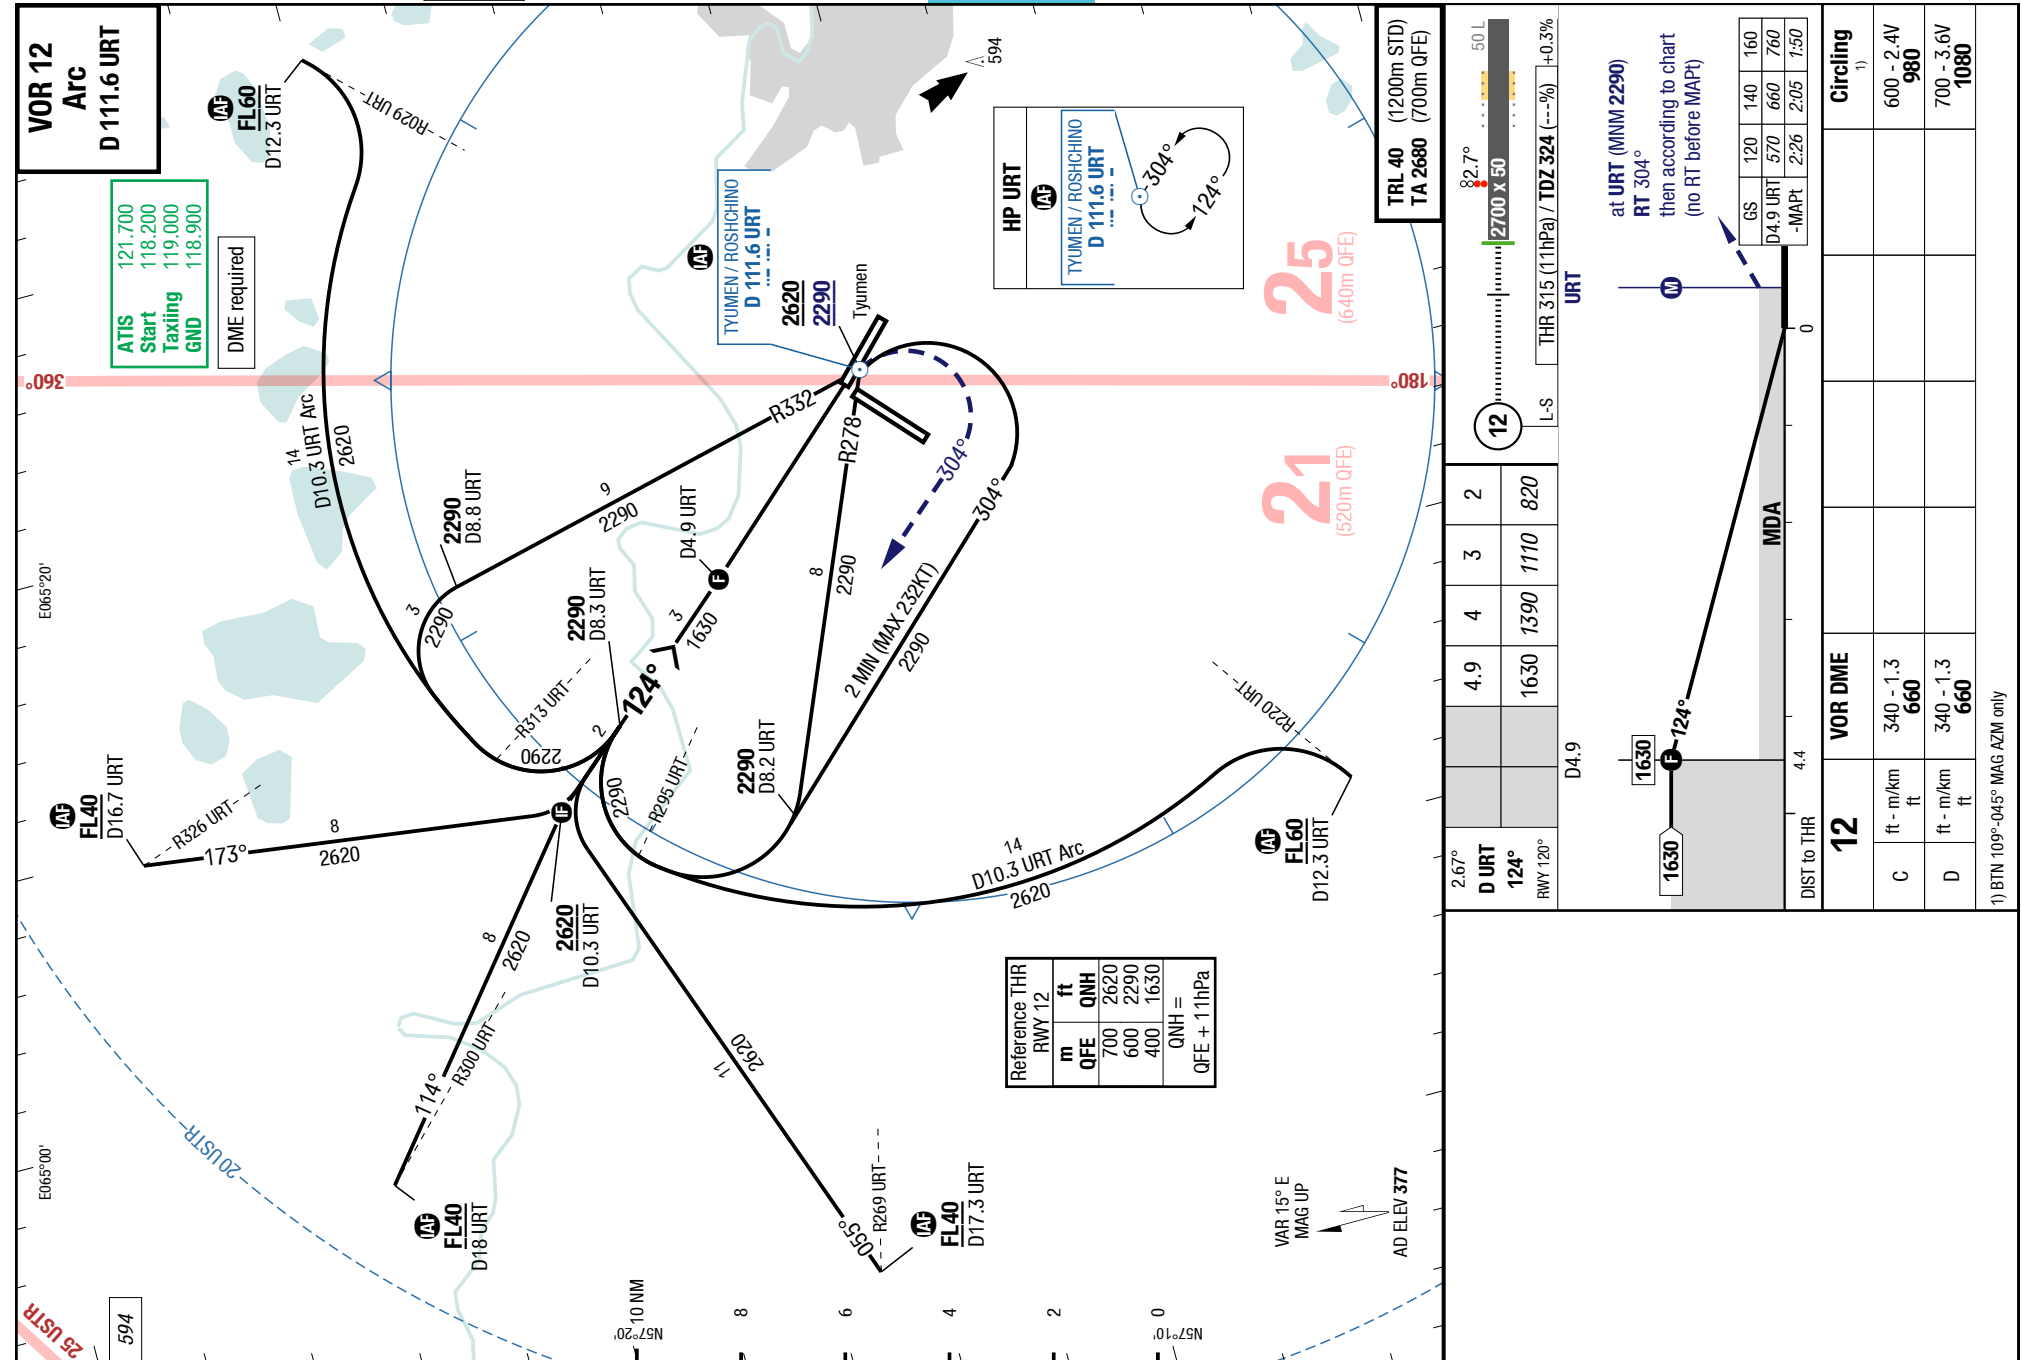 VOR 12
Arc
D 111.6 URT
ATIS 121.700
Start 118.200
Taxiing 119.000
GND 118.900
DME required
IAF
FL60
D12.3 URT
R029 URT
594
TYUMEN / ROSHCHINO
D 111.6 URT
IAF
2620
2290
Tyumen
HP URT
IAF
TYUMEN / ROSHCHINO
D 111.6 URT
304°
124°
TRL 40 (1200m STD)
TA 2680 (700m QFE)
25
(640m QFE)
21
(520m QFE)
360°
180°
14
D10.3 URT Arc
2620
R332
R278
9
2290
2290
D8.8 URT
3
2290
D4.9 URT
F
3
1630
124°
2290
D8.3 URT
2
R313 URT
2290
2290
R295 URT
8
2290
2290
D8.2 URT
2 MIN (MAX 232KT)
2290
304°
304°
R220 URT
IAF
FL60
D12.3 URT
14
D10.3 URT Arc
2620
IAF
FL40
D16.7 URT
R326 URT
173°
8
2620
IF
2620
D10.3 URT
8
2620
114°
R300 URT
IAF
FL40
D18 URT
11
2620
055°
R269 URT
IAF
FL40
D17.3 URT
Reference THR
RWY 12
m ft
QFE QNH
700 2620
600 2290
400 1630
QNH =
QFE + 11hPa
VAR 15° E
MAG UP
AD ELEV 377
E065°20'
E065°00'
20 USTR
25 USTR
594
10 NM
8
6
4
2
0
N57°20'
N57°10'
2.67°
D URT 4.9 4 3 2
124° 1630 1390 1110 820
RWY 120°
12
L-S
2700 x 50
82.7°
50 L
THR 315 (11hPa) / TDZ 324 (---%) +0.3%
URT
at URT (MNM 2290)
RT 304°
then according to chart
(no RT before MAPt)
GS 120 140 160
D4.9 URT 570 660 760
-MAPt 2:26 2:05 1:50
M
D4.9
1630
F
124°
1630
MDA
DIST to THR 4.4 0
12 VOR DME Circling
1)
C ft - m/km 340 - 1.3 600 - 2.4V
ft 660 980
D ft - m/km 340 - 1.3 700 - 3.6V
ft 660 1080
1) BTN 109°-045° MAG AZM only